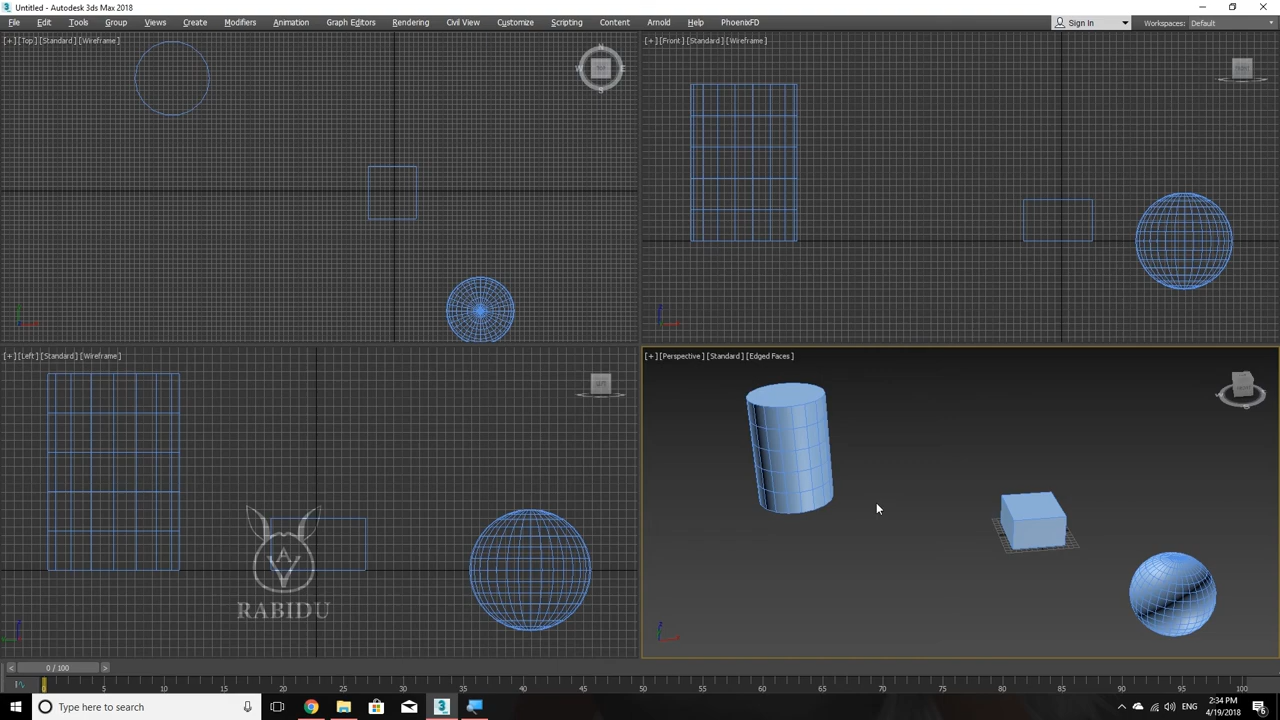 Untitled - Autodesk 3ds Max 2018
File Edit Tools Group Views Create Modifiers Animation Graph Editors Rendering Civil View Customize Scripting Content Arnold Help PhoenixFD Sign In Workspaces: Default
[+] [Top] [Standard] [Wireframe]
[+] [Front] [Standard] [Wireframe]
[+] [Left] [Standard] [Wireframe]
[+] [Perspective] [Standard] [Edged Faces]
RABIDU
< 0 / 100 >
0 5 10 15 20 25 30 35 40 45 50 55 60 65 70 75 80 85 90 95 100
Type here to search
2:34 PM
4/19/2018